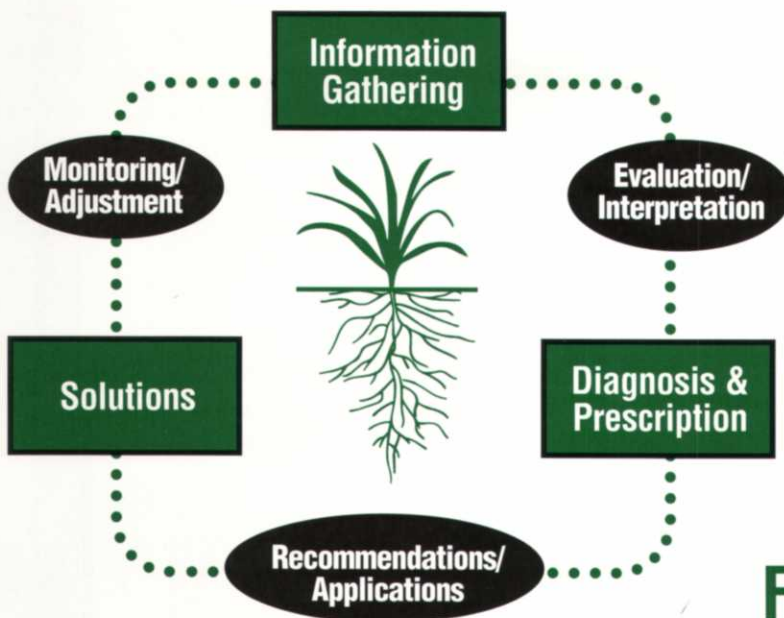 Information
Gathering
Monitoring/
Adjustment
Evaluation/
Interpretation
Solutions
Diagnosis &
Prescription
Recommendations/
Applications